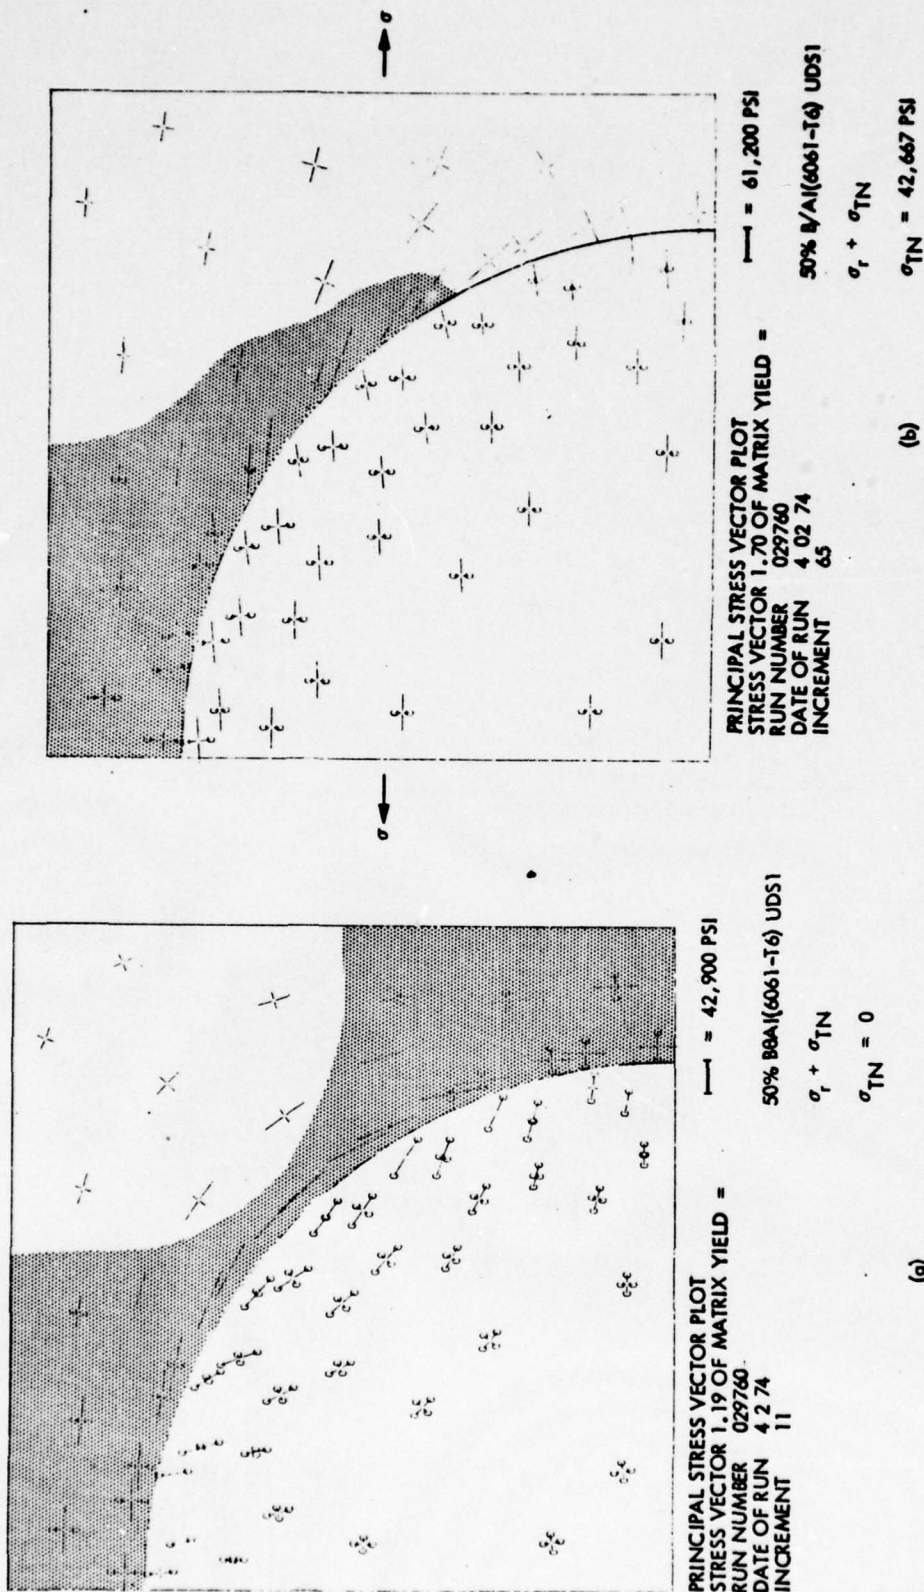 σ
σ
PRINCIPAL STRESS VECTOR PLOT
STRESS VECTOR 1.19 OF MATRIX YIELD = = 42,900 PSI
RUN NUMBER 029760
DATE OF RUN 4 2 74
INCREMENT 11
50% B&Al(6061-T6) UDS1
σr + σTN
σTN = 0
(a)
PRINCIPAL STRESS VECTOR PLOT
STRESS VECTOR 1.70 OF MATRIX YIELD = = 61,200 PSI
RUN NUMBER 029760
DATE OF RUN 4 02 74
INCREMENT 65
50% B/Al(6061-T6) UDS1
σr + σTN
σTN = 42,667 PSI
(b)